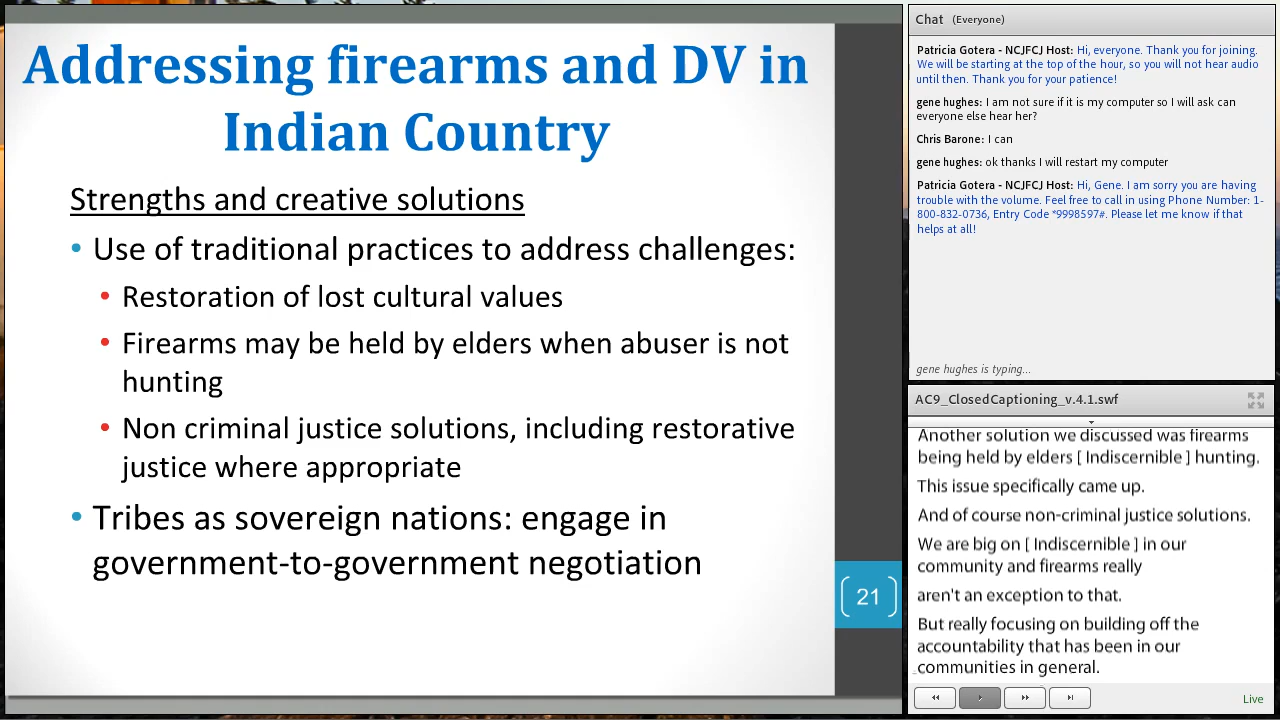 Addressing firearms and DV in
Indian Country
Strengths and creative solutions
• Use of traditional practices to address challenges:
• Restoration of lost cultural values
• Firearms may be held by elders when abuser is not
hunting
• Non criminal justice solutions, including restorative
justice where appropriate
• Tribes as sovereign nations: engage in
government-to-government negotiation
21
Chat (Everyone)
Patricia Gotera - NCJFCJ Host: Hi, everyone. Thank you for joining.
We will be starting at the top of the hour, so you will not hear audio
until then. Thank you for your patience!
gene hughes: I am not sure if it is my computer so I will ask can
everyone else hear her?
Chris Barone: I can
gene hughes: ok thanks I will restart my computer
Patricia Gotera - NCJFCJ Host: Hi, Gene. I am sorry you are having
trouble with the volume. Feel free to call in using Phone Number: 1-
800-832-0736, Entry Code *9998597#. Please let me know if that
helps at all!
gene hughes is typing...
AC9_ClosedCaptioning_v.4.1.swf
Another solution we discussed was firearms
being held by elders [ Indiscernible ] hunting.
This issue specifically came up.
And of course non-criminal justice solutions.
We are big on [ Indiscernible ] in our
community and firearms really
aren't an exception to that.
But really focusing on building off the
accountability that has been in our
communities in general.
Live